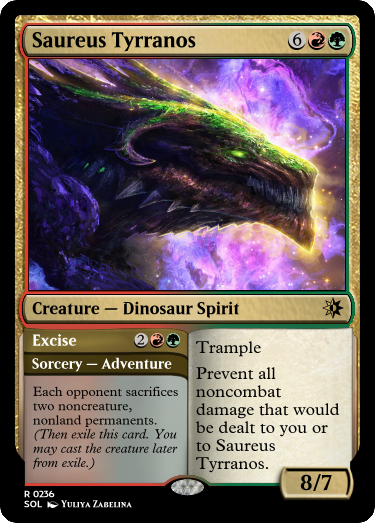 Saureus Tyrranos 6
Creature — Dinosaur Spirit
Excise 2
Sorcery — Adventure
Each opponent sacrifices
two noncreature,
nonland permanents.
(Then exile this card. You
may cast the creature later
from exile.)
Trample
Prevent all
noncombat
damage that would
be dealt to you or
to Saureus
Tyrranos.
8/7
R 0236
SOL Yuliya Zabelina